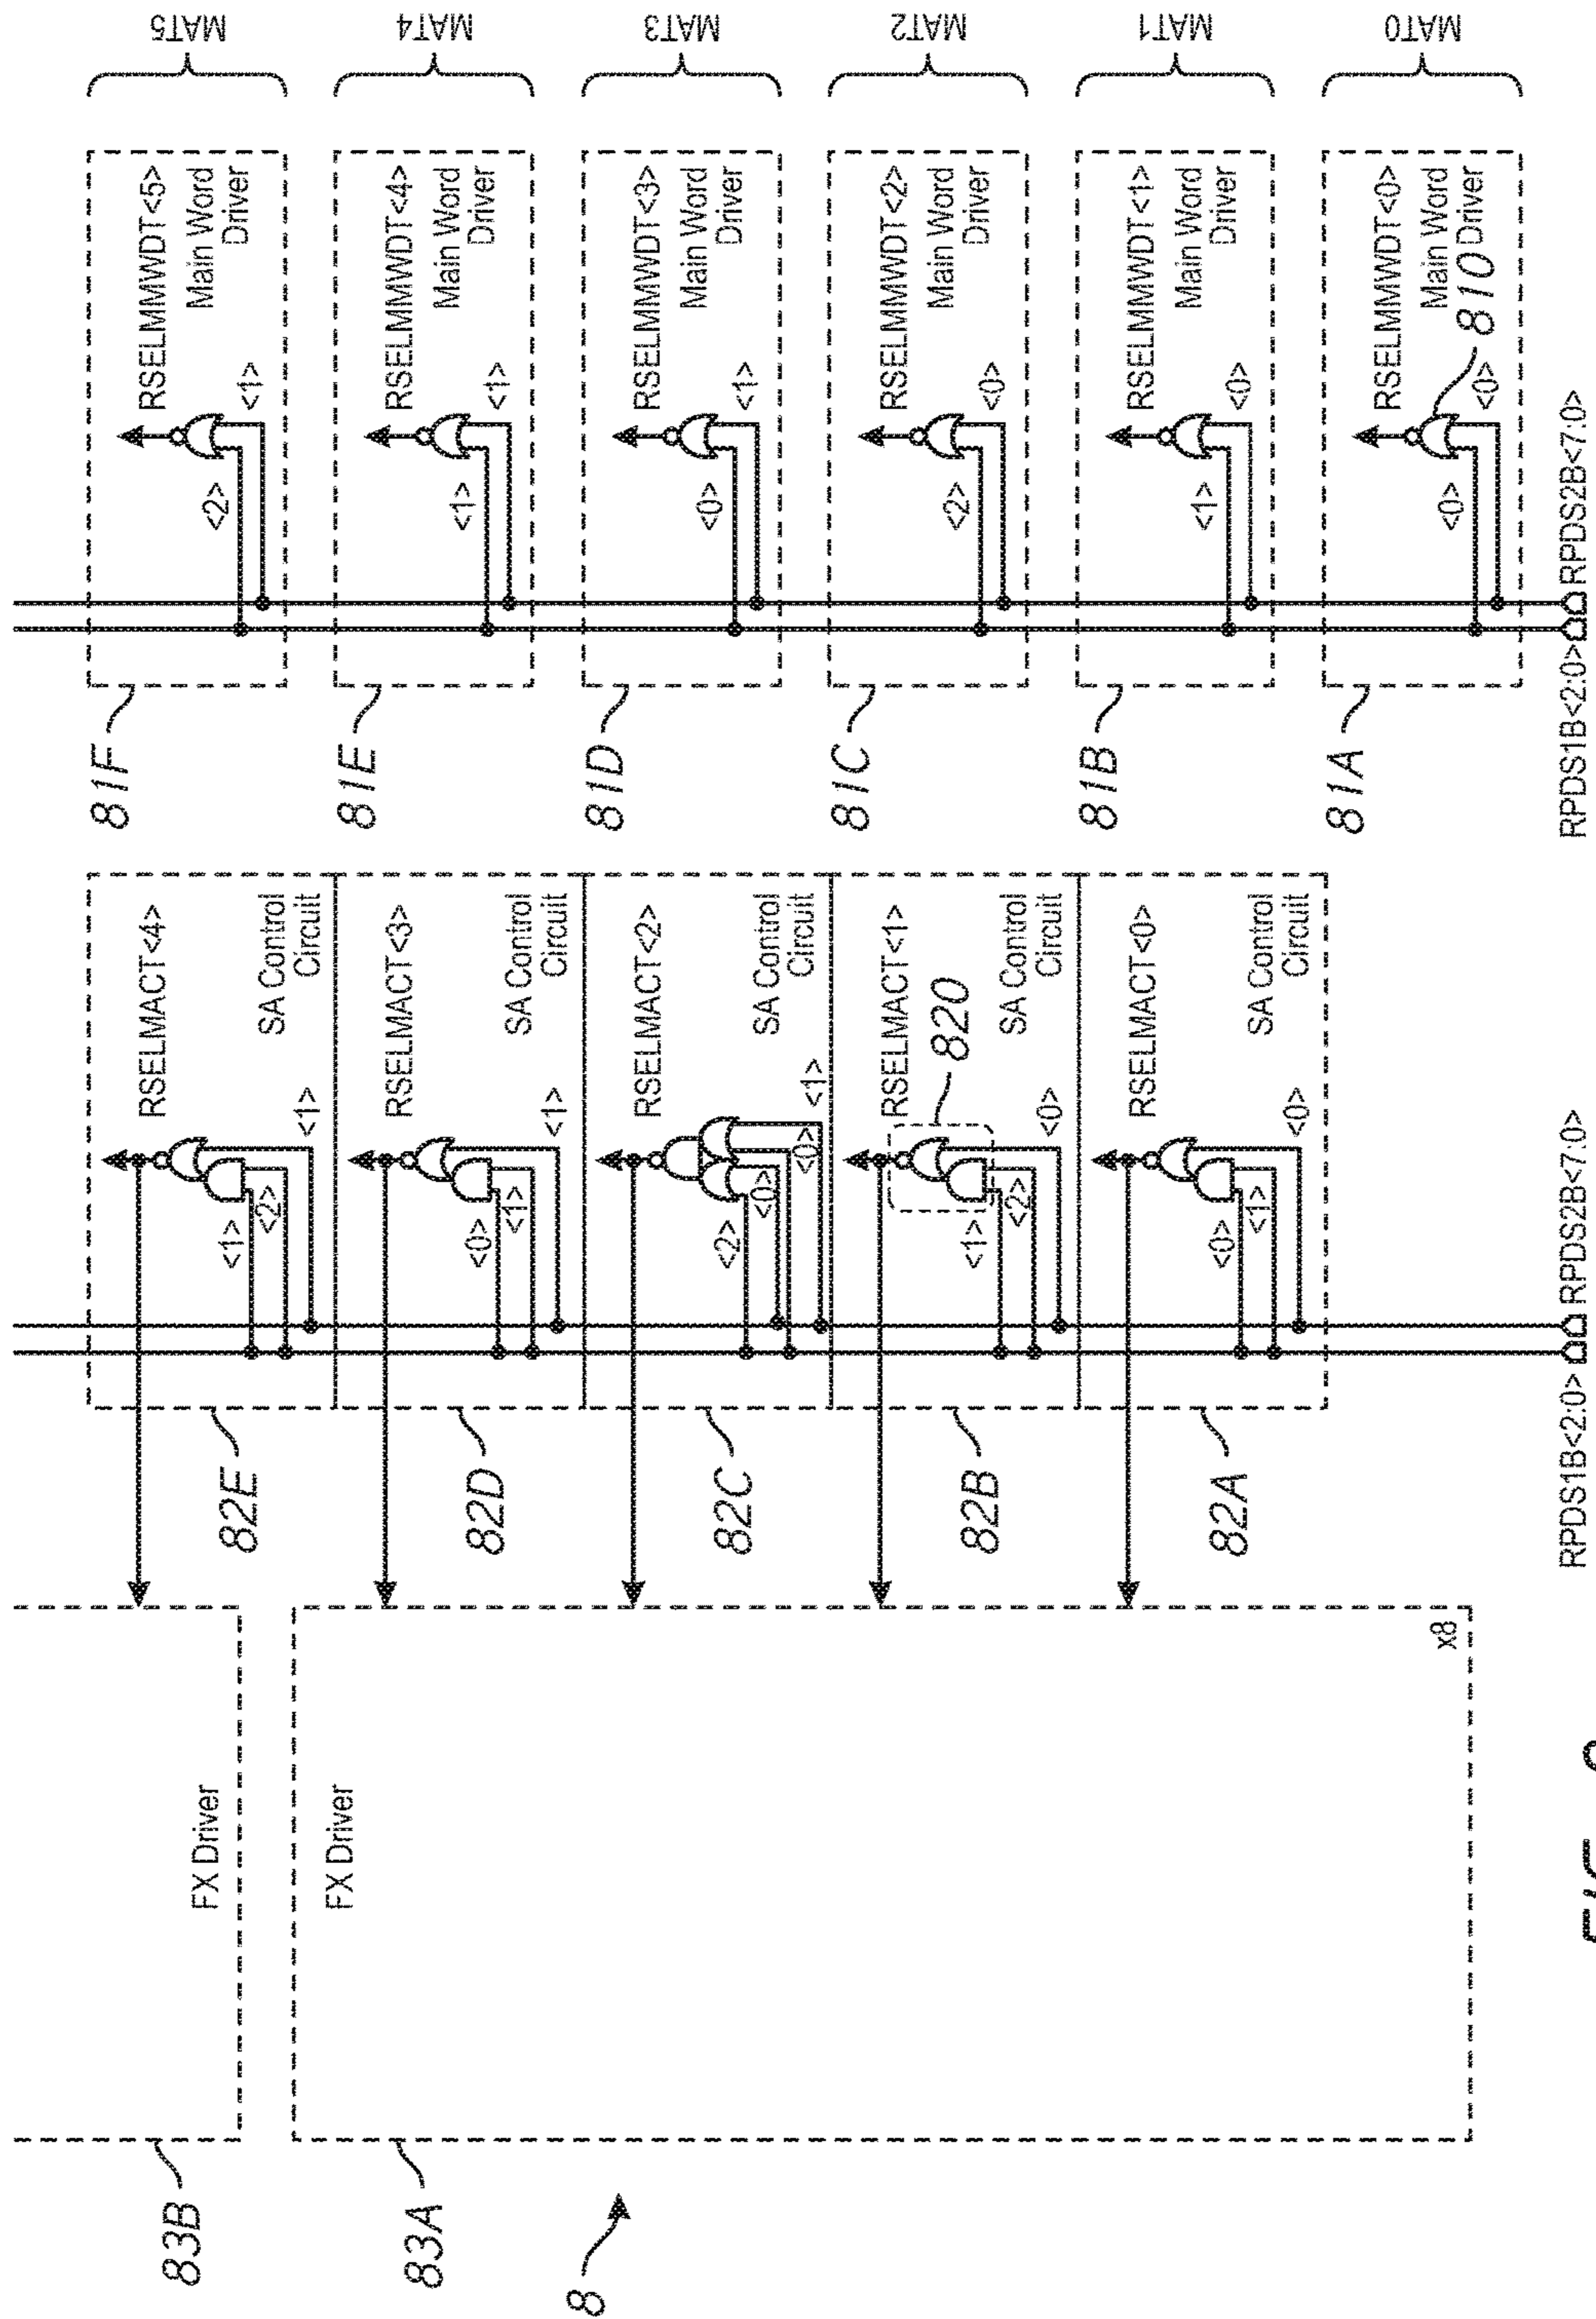 MAT5
MAT4
MAT3
MAT2
MAT1
MAT0
RSELMMWDT<5>
Main Word
Driver
<2>
<1>
81F
RSELMMWDT<4>
Main Word
Driver
<1>
<1>
81E
RSELMMWDT<3>
Main Word
Driver
<0>
<1>
81D
RSELMMWDT<2>
Main Word
Driver
<2>
<0>
81C
RSELMMWDT<1>
Main Word
Driver
<1>
<0>
81B
RSELMMWDT<0>
Main Word
Driver
810
<0>
<0>
81A
RPDS1B<2:0>
RPDS2B<7:0>
RSELMACT<4>
SA Control
Circuit
<1>
<2>
<1>
82E
RSELMACT<3>
SA Control
Circuit
<0>
<1>
<1>
82D
RSELMACT<2>
SA Control
Circuit
<2>
<0>
<0>
<1>
82C
RSELMACT<1>
820
SA Control
Circuit
<1>
<2>
<0>
82B
RSELMACT<0>
SA Control
Circuit
<0>
<1>
<0>
82A
RPDS1B<2:0>
RPDS2B<7:0>
FX Driver
83B
FX Driver
x8
83A
8